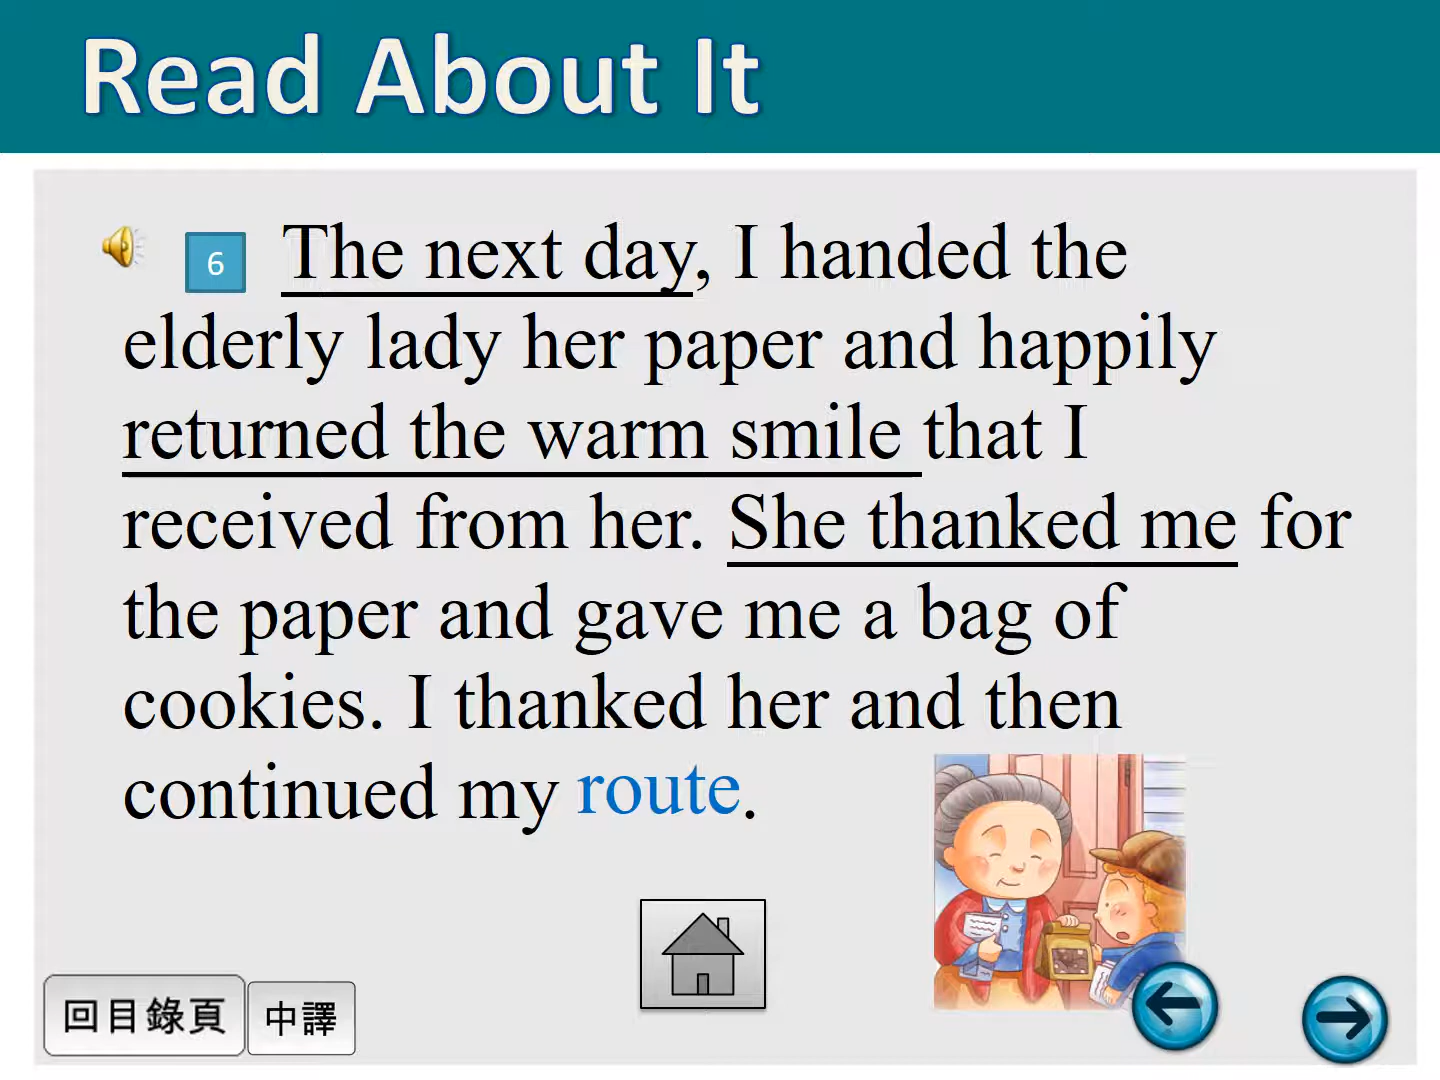 Read About It
6 The next day, I handed the
elderly lady her paper and happily
returned the warm smile that I
received from her. She thanked me for
the paper and gave me a bag of
cookies. I thanked her and then
continued my route.
回目錄頁 中譯